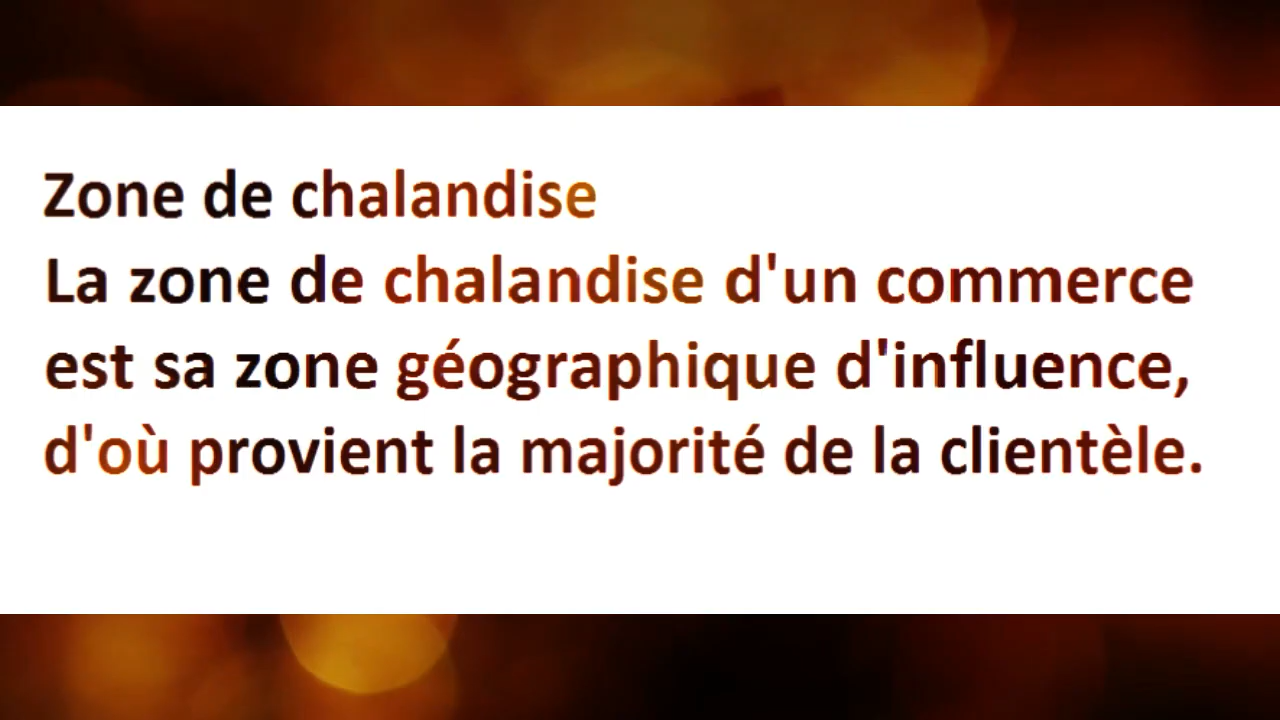 Zone de chalandise
La zone de chalandise d'un commerce
est sa zone géographique d'influence,
d'où provient la majorité de la clientèle.